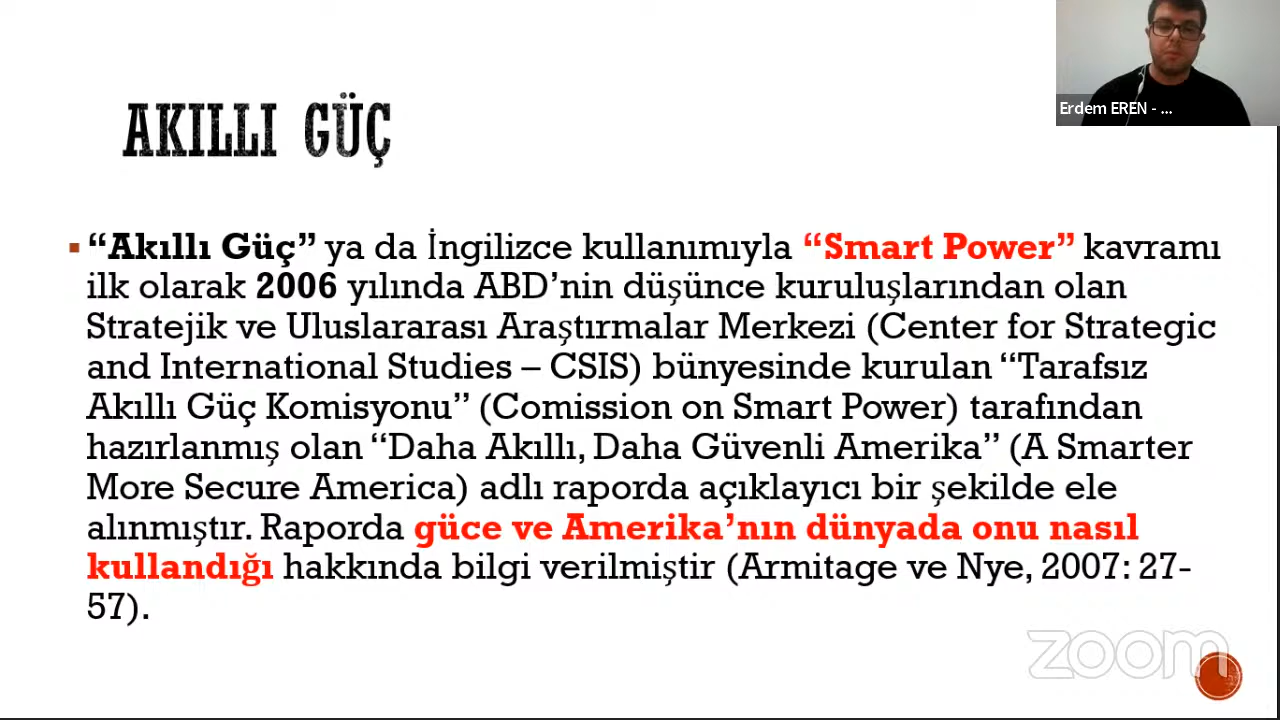 Erdem EREN - ...
AKILLI GÜÇ
“Akıllı Güç” ya da İngilizce kullanımıyla “Smart Power” kavramı
ilk olarak 2006 yılında ABD’nin düşünce kuruluşlarından olan
Stratejik ve Uluslararası Araştırmalar Merkezi (Center for Strategic
and International Studies – CSIS) bünyesinde kurulan “Tarafsız
Akıllı Güç Komisyonu” (Comission on Smart Power) tarafından
hazırlanmış olan “Daha Akıllı, Daha Güvenli Amerika” (A Smarter
More Secure America) adlı raporda açıklayıcı bir şekilde ele
alınmıştır. Raporda güce ve Amerika’nın dünyada onu nasıl
kullandığı hakkında bilgi verilmiştir (Armitage ve Nye, 2007: 27-
57).
zoom